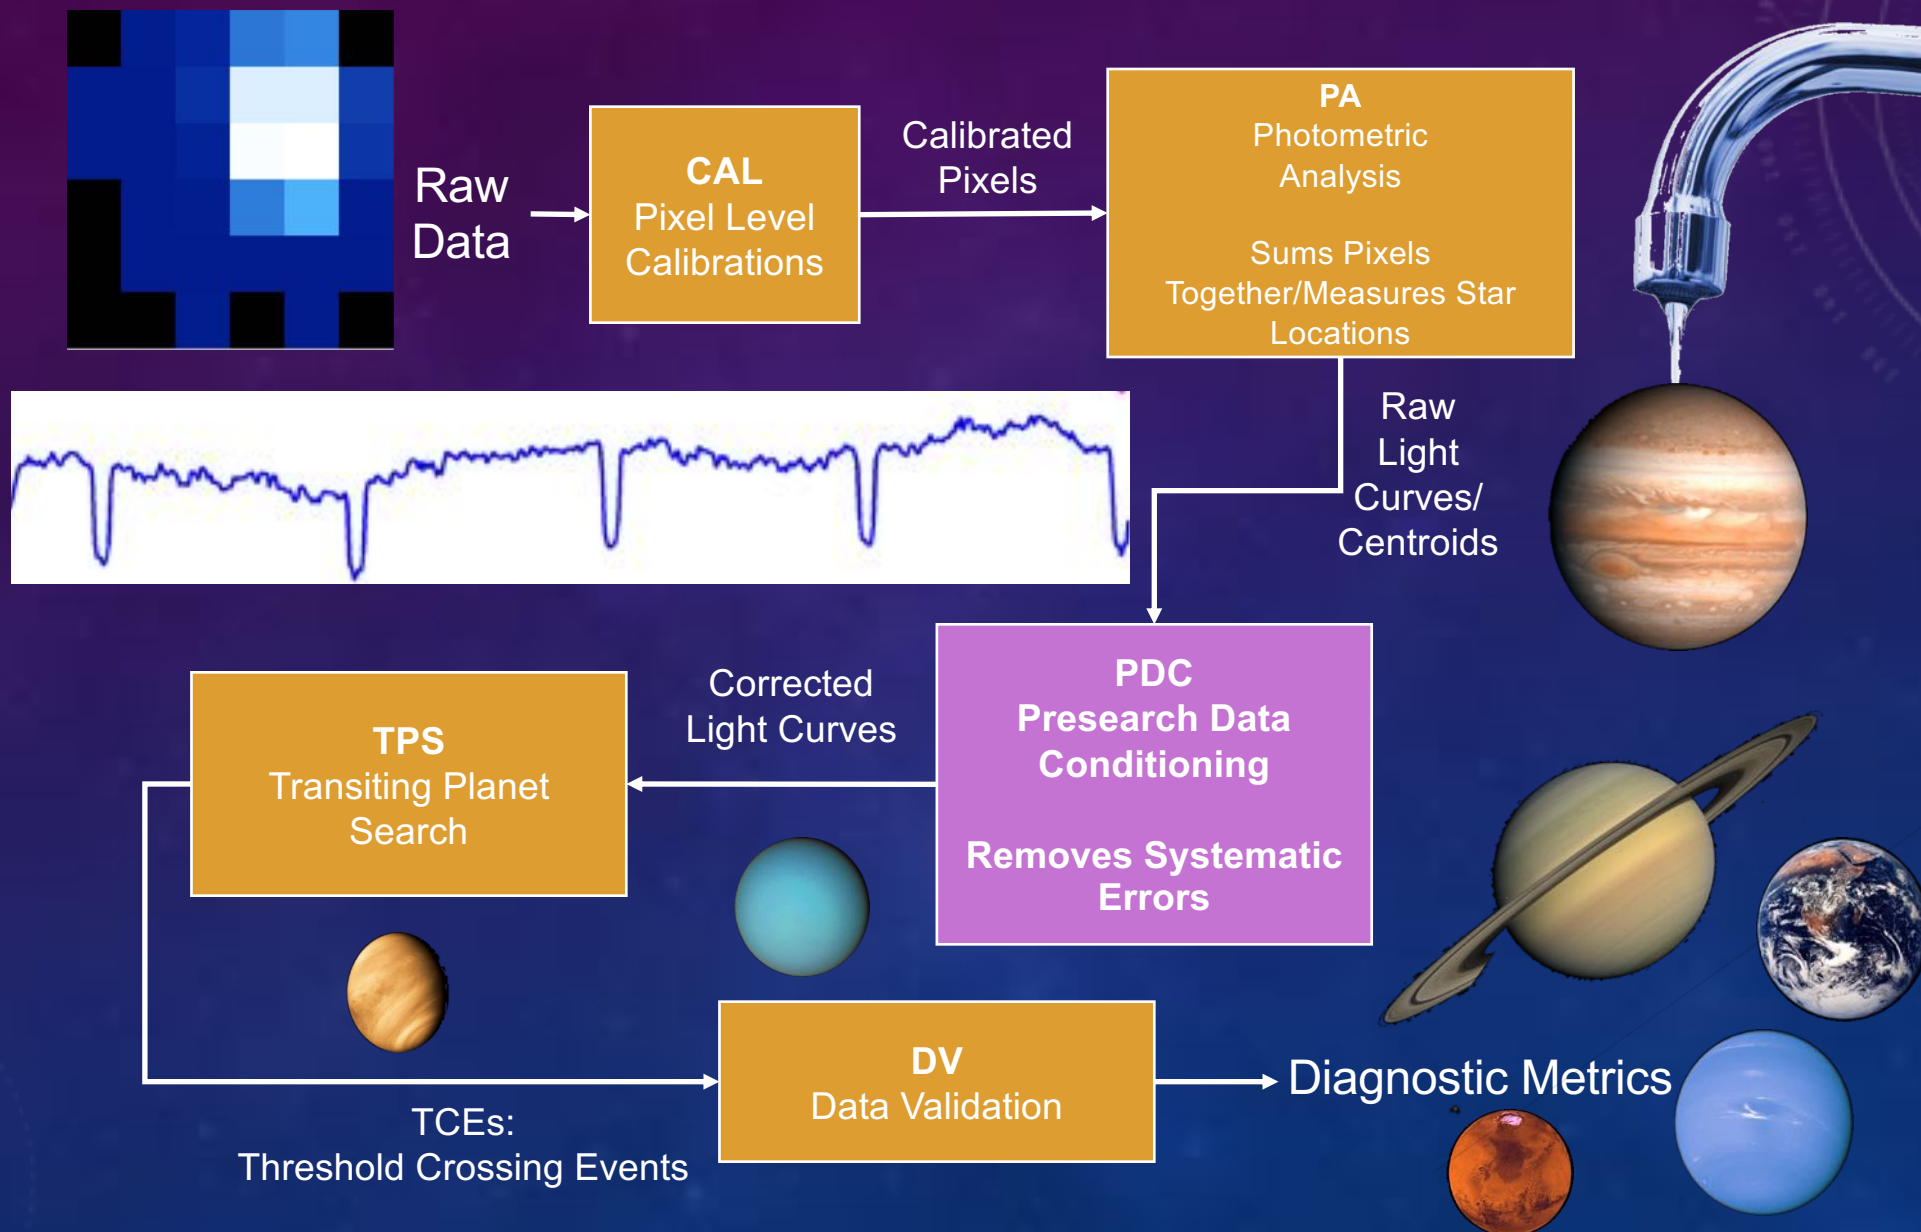 Raw
Data
CAL
Pixel Level
Calibrations
Calibrated
Pixels
PA
Photometric
Analysis
Sums Pixels
Together/Measures Star
Locations
Raw
Light
Curves/
Centroids
PDC
Presearch Data
Conditioning
Removes Systematic
Errors
Corrected
Light Curves
TPS
Transiting Planet
Search
TCEs:
Threshold Crossing Events
DV
Data Validation
Diagnostic Metrics